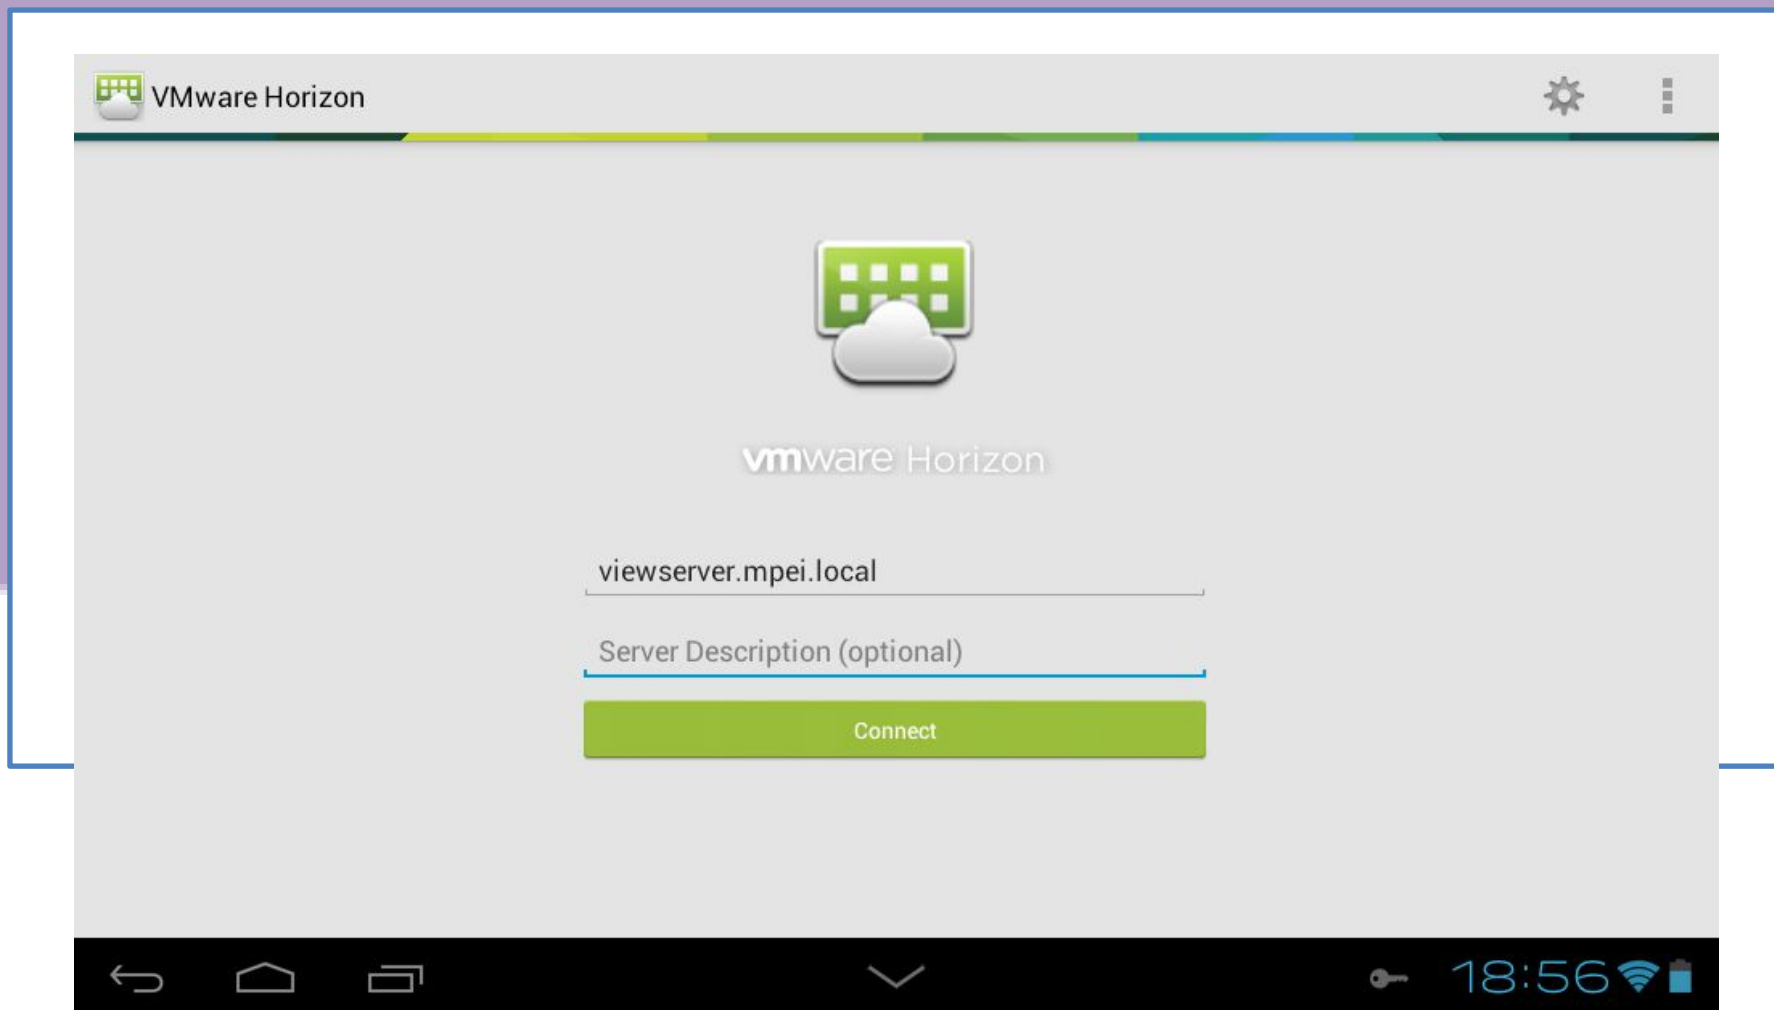 VMware Horizon
vmware Horizon
viewserver.mpei.local
Server Description (optional)
Connect
18:56